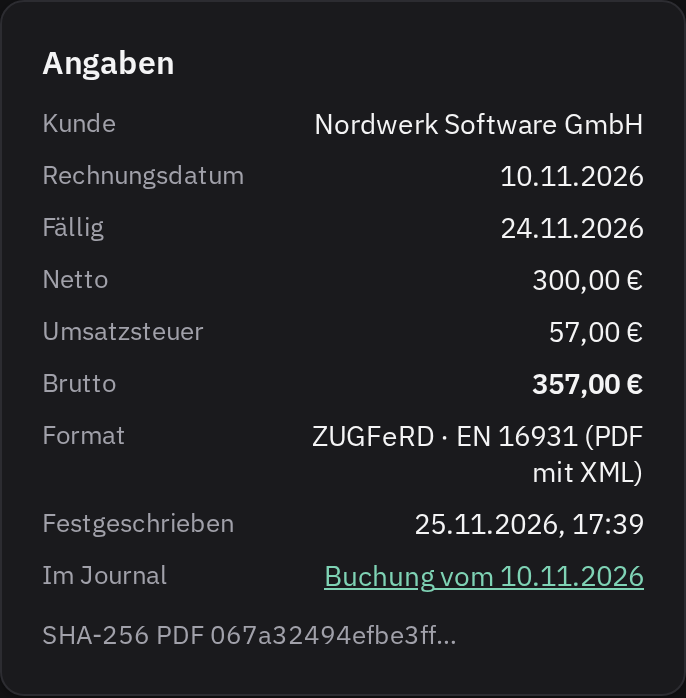 Angaben
Kunde Nordwerk Software GmbH
Rechnungsdatum 10.11.2026
Fällig 24.11.2026
Netto 300,00 €
Umsatzsteuer 57,00 €
Brutto 357,00 €
Format ZUGFeRD · EN 16931 (PDF
mit XML)
Festgeschrieben 25.11.2026, 17:39
Im Journal Buchung vom 10.11.2026
SHA-256 PDF 067a32494efbe3ff…